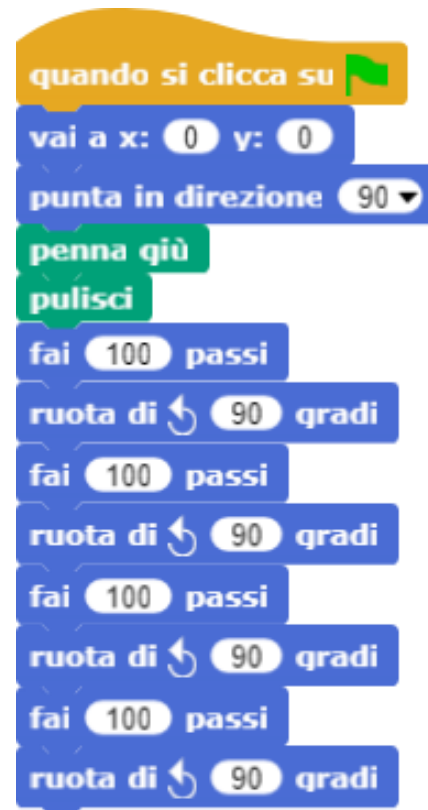 quando si clicca su
vai a x: 0 y: 0
punta in direzione 90
penna giù
pulisci
fai 100 passi
ruota di 90 gradi
fai 100 passi
ruota di 90 gradi
fai 100 passi
ruota di 90 gradi
fai 100 passi
ruota di 90 gradi